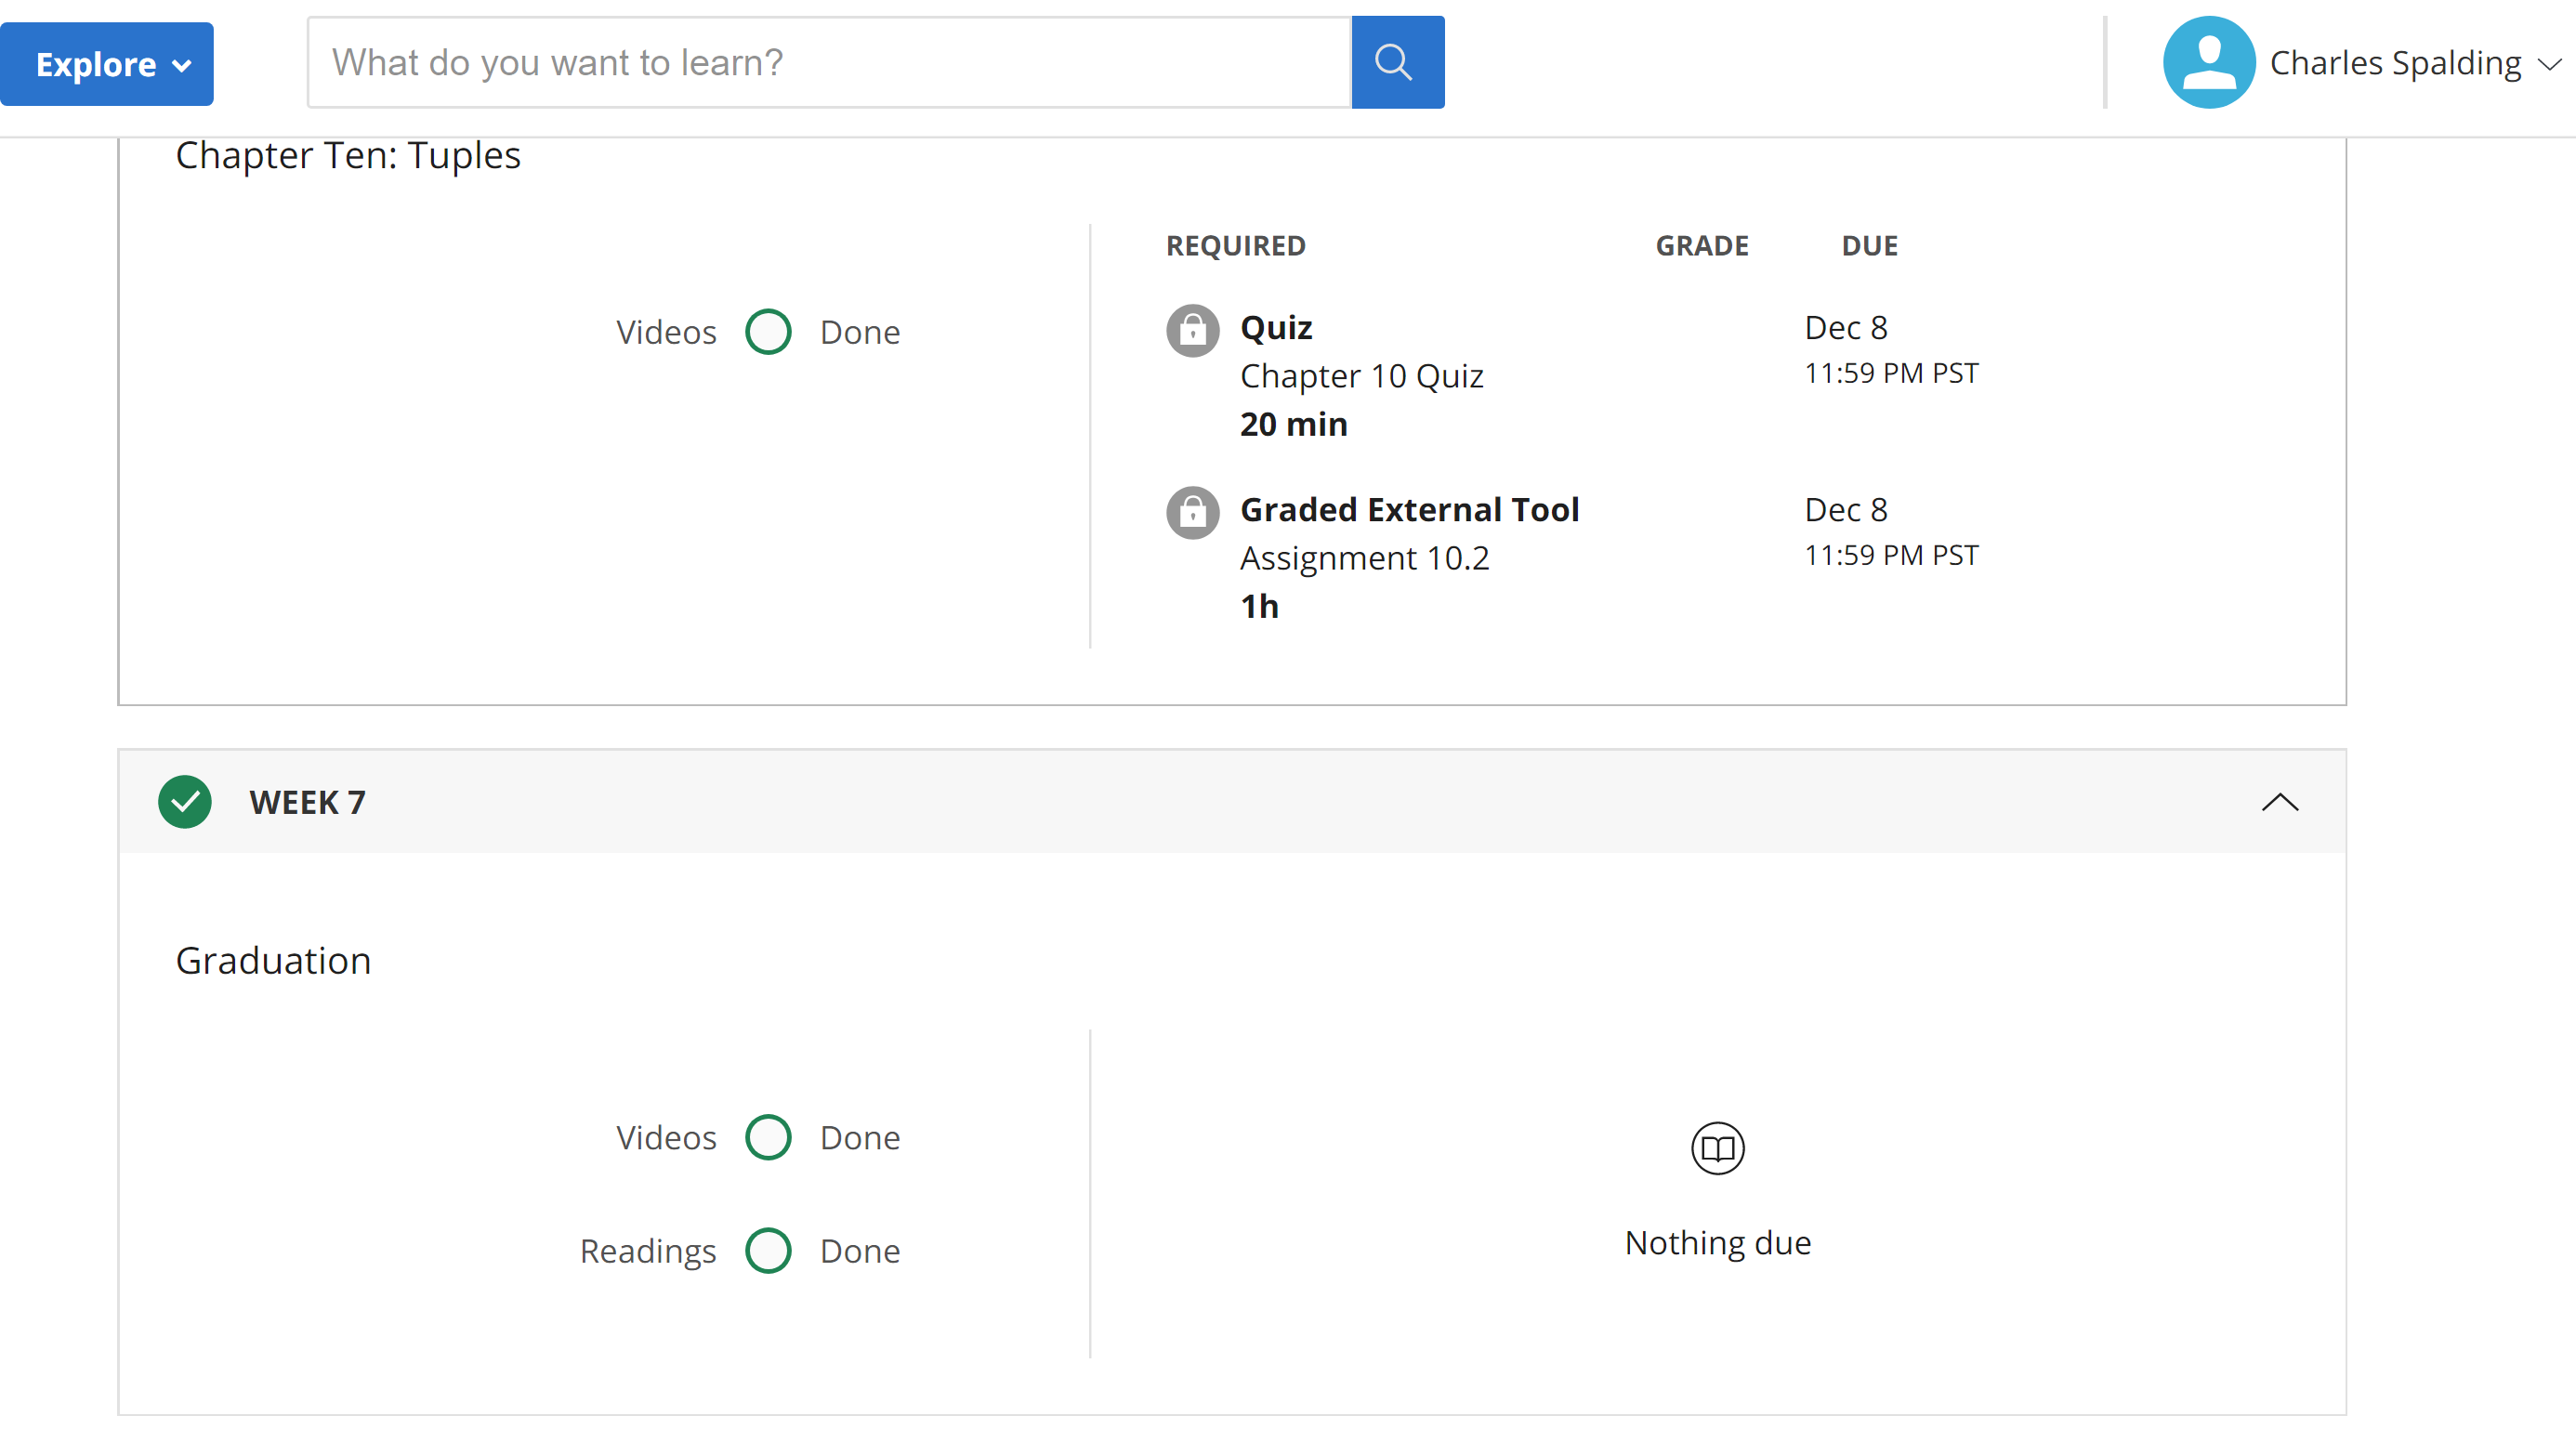 Explore
What do you want to learn?
Charles Spalding
Chapter Ten: Tuples
REQUIRED GRADE DUE
Videos Done
Quiz Dec 8
Chapter 10 Quiz 11:59 PM PST
20 min
Graded External Tool Dec 8
Assignment 10.2 11:59 PM PST
1h
WEEK 7
Graduation
Videos Done
Readings Done
Nothing due